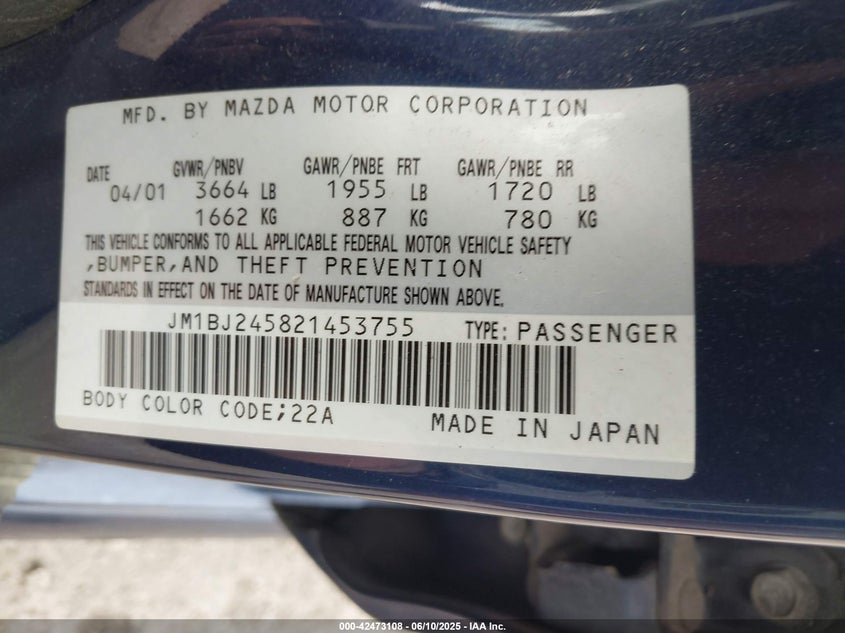 MFD. BY MAZDA MOTOR CORPORATION
DATE GVWR/PNBV GAWR/PNBE FRT GAWR/PNBE RR
04/01 3664 LB 1955 LB 1720 LB
1662 KG 887 KG 780 KG
THIS VEHICLE CONFORMS TO ALL APPLICABLE FEDERAL MOTOR VEHICLE SAFETY
,BUMPER,AND THEFT PREVENTION
STANDARDS IN EFFECT ON THE DATE OF MANUFACTURE SHOWN ABOVE.
JM1BJ245821453755 TYPE: PASSENGER
BODY COLOR CODE;22A MADE IN JAPAN
000-42473108 - 06/10/2025 - IAA Inc.